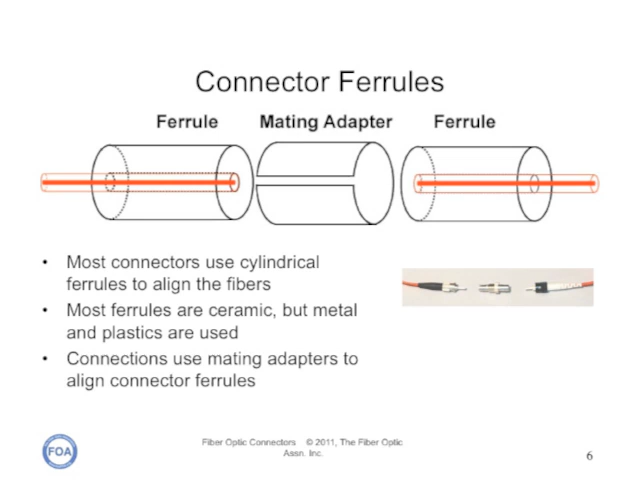 Connector Ferrules
Ferrule Mating Adapter Ferrule
• Most connectors use cylindrical
ferrules to align the fibers
• Most ferrules are ceramic, but metal
and plastics are used
• Connections use mating adapters to
align connector ferrules
FOA
Fiber Optic Connectors © 2011, The Fiber Optic
Assn. Inc.
6